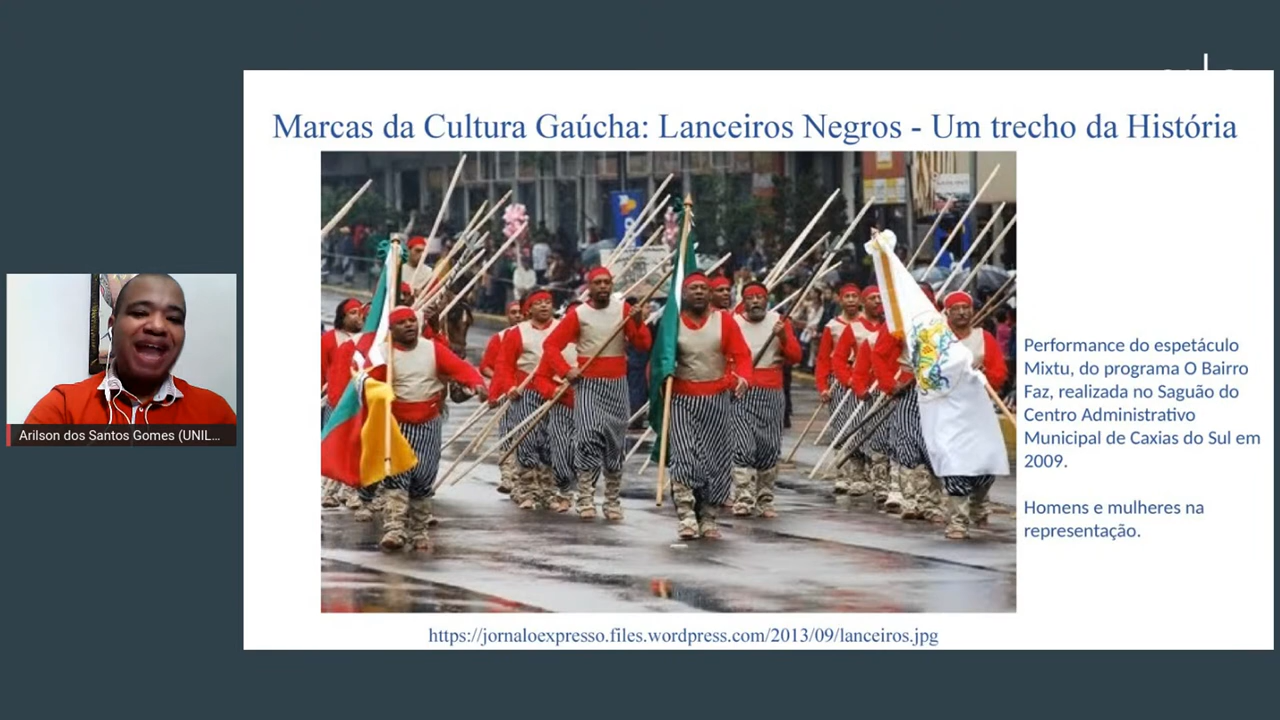 Marcas da Cultura Gaúcha: Lanceiros Negros - Um trecho da História
Performance do espetáculo
Mixtu, do programa O Bairro
Faz, realizada no Saguão do
Centro Administrativo
Municipal de Caxias do Sul em
2009.
Homens e mulheres na
representação.
Arilson dos Santos Gomes (UNIL...
https://jornaloexpresso.files.wordpress.com/2013/09/lanceiros.jpg